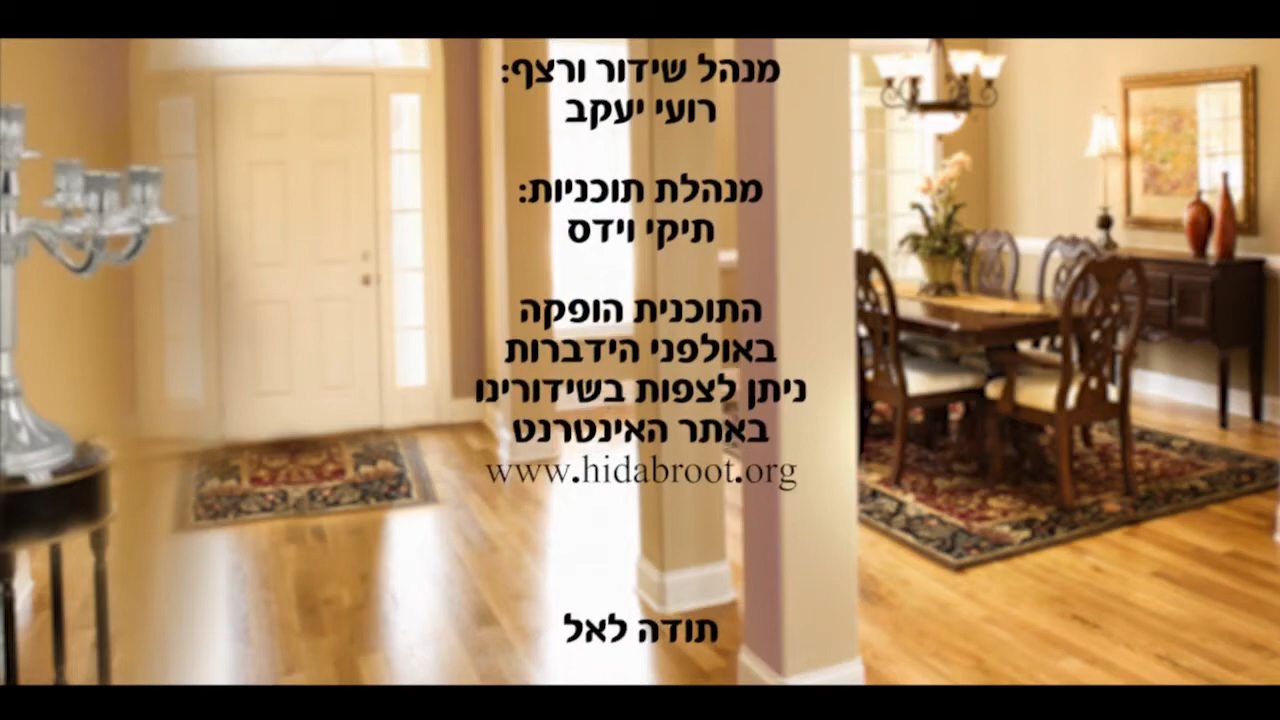 מנהל שידור ורצף:
רועי יעקב
מנהלת תוכניות:
תיקי וידס
התוכנית הופקה
באולפני הידברות
ניתן לצפות בשידורינו
באתר האינטרנט
www.hidabroot.org
תודה לאל